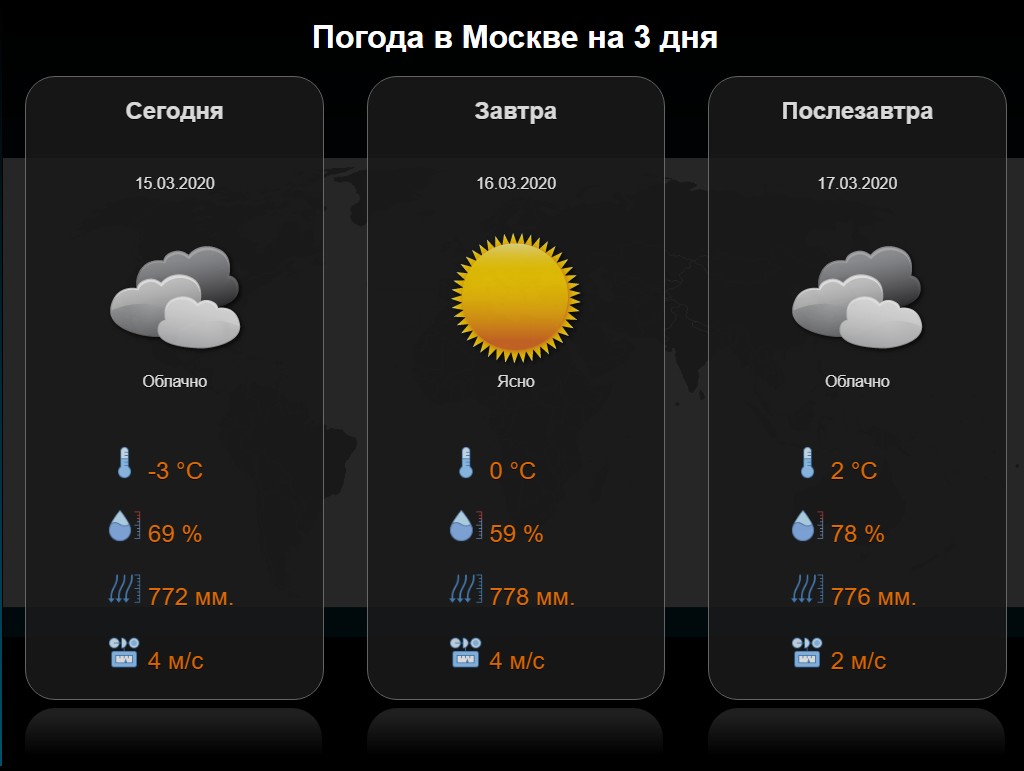 Погода в Москве на 3 дня
Сегодня
15.03.2020
Облачно
-3 °C
69 %
772 мм.
4 м/с
Завтра
16.03.2020
Ясно
0 °C
59 %
778 мм.
4 м/с
Послезавтра
17.03.2020
Облачно
2 °C
78 %
776 мм.
2 м/с